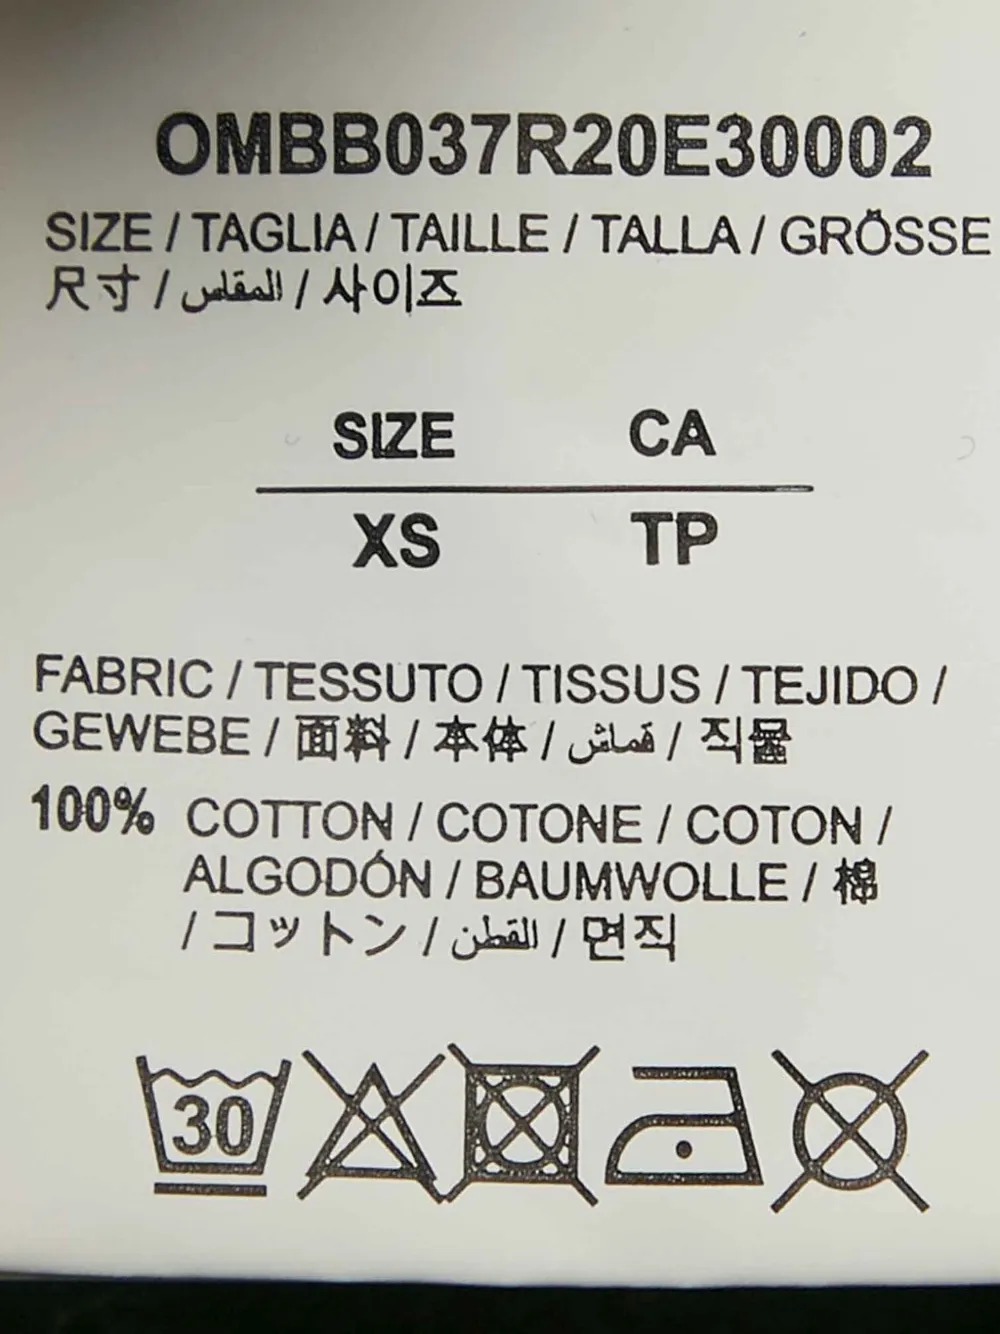 OMBB037R20E30002
SIZE / TAGLIA / TAILLE / TALLA / GRÖSSE
尺寸 / المقاس / 사이즈
SIZE CA
XS TP
FABRIC / TESSUTO / TISSUS / TEJIDO /
GEWEBE / 面料 / 本体 / قماش / 직물
100% COTTON / COTONE / COTON /
ALGODÓN / BAUMWOLLE / 棉
/ コットン / القطن / 면직
30